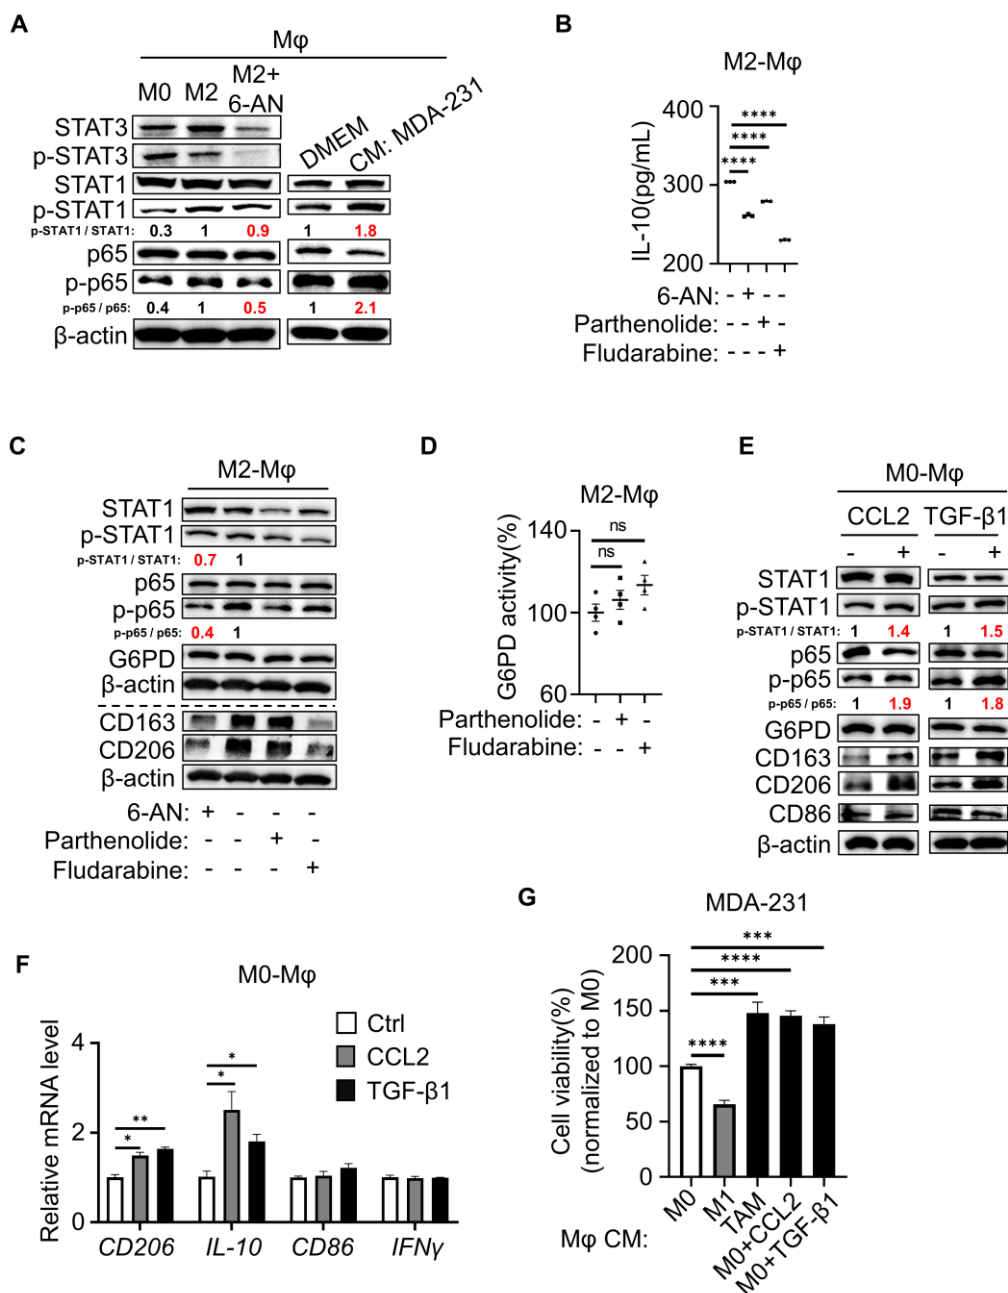 A
Mφ
M0 M2 M2+ 6-AN
DMEM
CM: MDA-231
STAT3
p-STAT3
STAT1
p-STAT1
p-STAT1 / STAT1: 0.3 1 0.9 1 1.8
p65
p-p65
p-p65 / p65: 0.4 1 0.5 1 2.1
β-actin
B
M2-Mφ
****
****
****
IL-10(pg/mL)
400
300
200
6-AN: - + - -
Parthenolide: - - + -
Fludarabine: - - - +
C
M2-Mφ
STAT1
p-STAT1
p-STAT1 / STAT1: 0.7 1
p65
p-p65
p-p65 / p65: 0.4 1
G6PD
β-actin
CD163
CD206
β-actin
6-AN: + - - -
Parthenolide: - - + -
Fludarabine: - - - +
D
M2-Mφ
ns
ns
G6PD activity(%)
140
100
60
Parthenolide: - + -
Fludarabine: - - +
E
M0-Mφ
CCL2 TGF-β1
- + - +
STAT1
p-STAT1
p-STAT1 / STAT1: 1 1.4 1 1.5
p65
p-p65
p-p65 / p65: 1 1.9 1 1.8
G6PD
CD163
CD206
CD86
β-actin
F
M0-Mφ
Ctrl
CCL2
TGF-β1
Relative mRNA level
4
2
0
**
*
*
*
CD206 IL-10 CD86 IFNγ
G
MDA-231
***
****
***
****
Cell viability(%)
(normalized to M0)
200
150
100
50
0
Mφ CM: M0 M1 TAM M0+CCL2 M0+TGF-β1